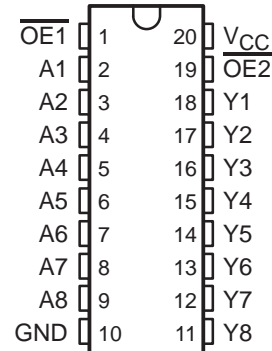 OE1 1 20 VCC
A1 2 19 OE2
A2 3 18 Y1
A3 4 17 Y2
A4 5 16 Y3
A5 6 15 Y4
A6 7 14 Y5
A7 8 13 Y6
A8 9 12 Y7
GND 10 11 Y8